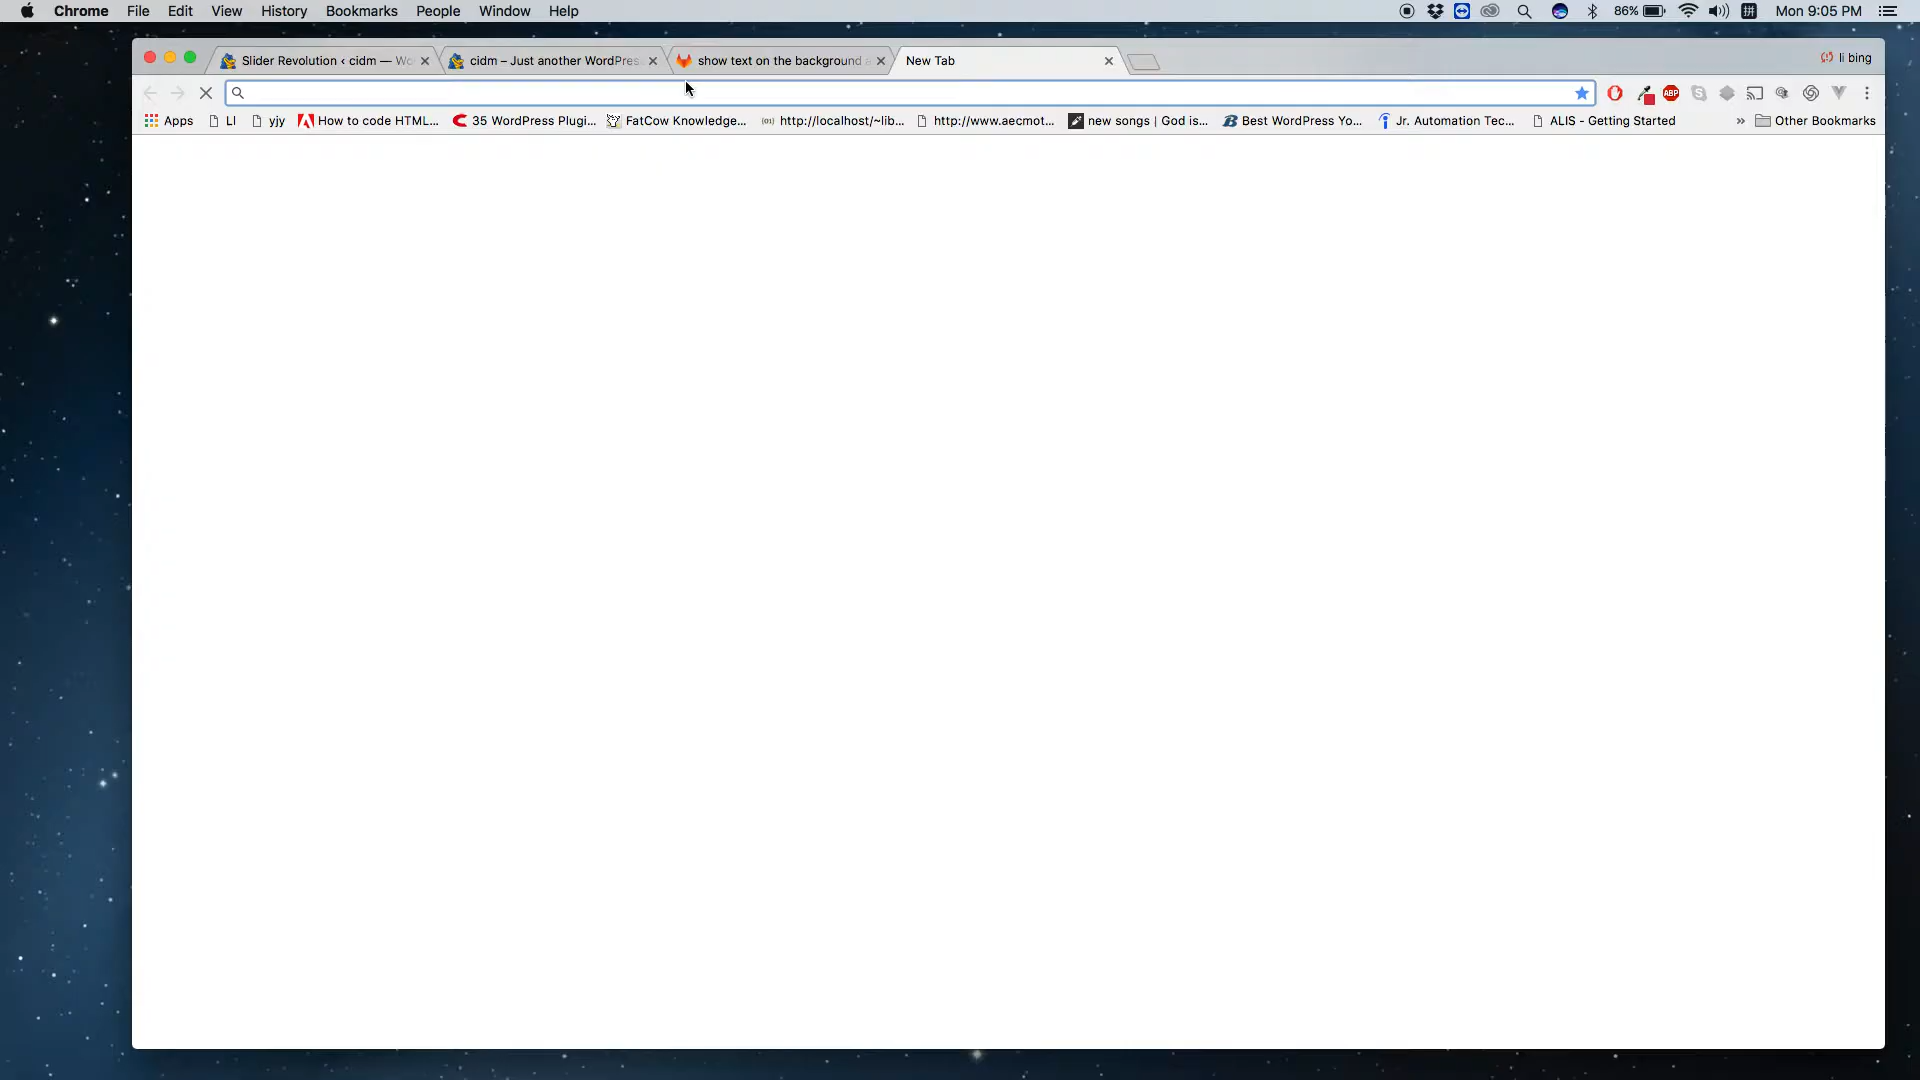 Chrome File Edit View History Bookmarks People Window Help 86% Mon 9:05 PM
Slider Revolution ‹ cidm — Wo cidm – Just another WordPres show text on the background New Tab li bing
Apps LI yjy How to code HTML... 35 WordPress Plugi... FatCow Knowledge... http://localhost/~lib... http://www.aecmot... new songs | God is... Best WordPress Yo... Jr. Automation Tec... ALIS - Getting Started » Other Bookmarks